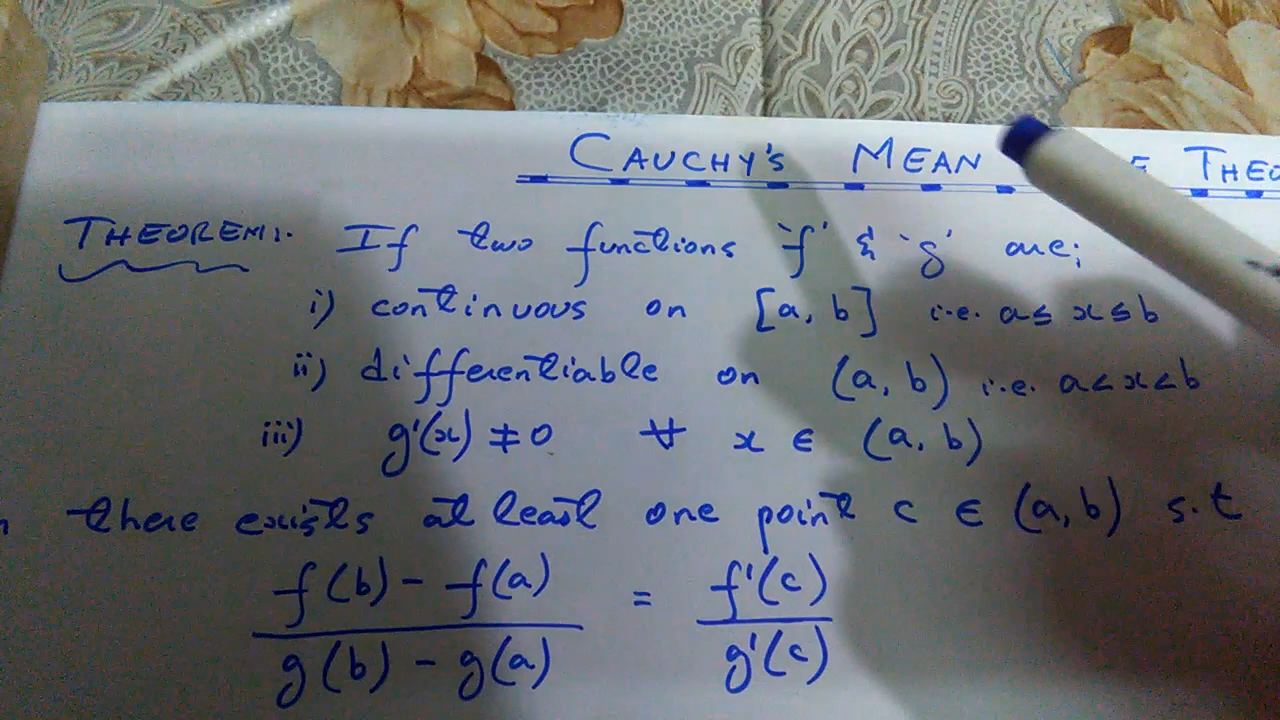 CAUCHY'S MEAN THEO
THEOREM:. If two functions 'f' & 'g' are;
i) continuous on [a, b] i.e. a ≤ x ≤ b
ii) differentiable on (a, b) i.e. a < x < b
iii) g'(x) ≠ 0 ∀ x ∈ (a, b)
there exists at least one point c ∈ (a, b) s.t
f(b) - f(a) / g(b) - g(a) = f'(c) / g'(c)